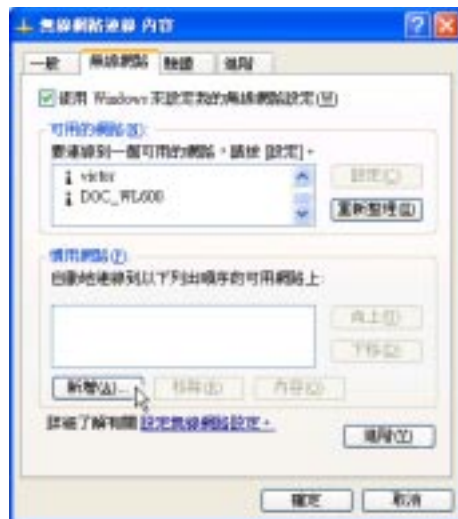 無線網路連線 內容
一般 無線網路 驗證 進階
使用 Windows 來設定我的無線網路設定(W)
可用的網路(N):
要連線到一個可用的網路，請按 [設定]。
victor
DOC_WL600
設定(C)
重新整理(E)
慣用網路(P):
自動地連線到以下列出順序的可用網路上:
向上(U)
下移(D)
新增(A)... 移除(R) 內容(O)
詳細了解有關 設定無線網路設定。
進階(V)
確定 取消